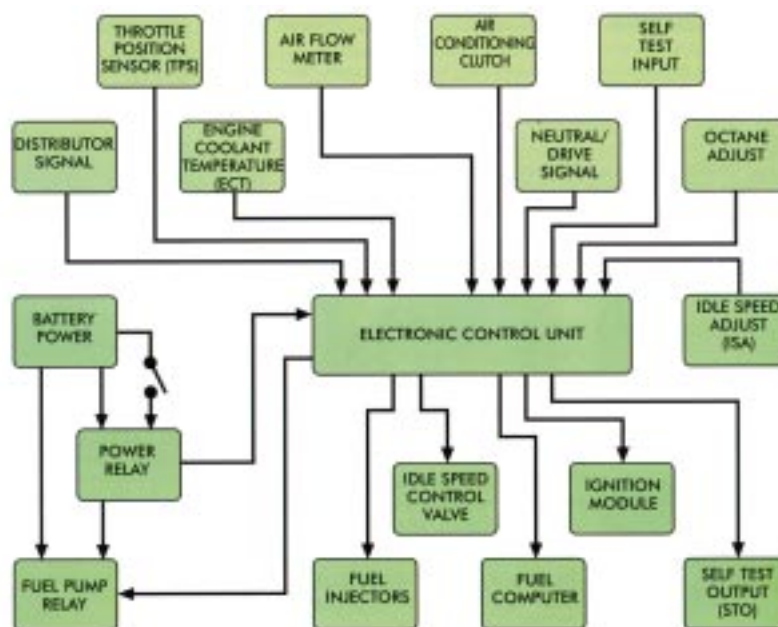 THROTTLE
POSITION
SENSOR (TPS)
AIR FLOW
METER
AIR
CONDITIONING
CLUTCH
SELF
TEST
INPUT
DISTRIBUTOR
SIGNAL
ENGINE
COOLANT
TEMPERATURE
(ECT)
NEUTRAL/
DRIVE
SIGNAL
OCTANE
ADJUST
BATTERY
POWER
ELECTRONIC CONTROL UNIT
IDLE SPEED
ADJUST
(ISA)
POWER
RELAY
IDLE SPEED
CONTROL
VALVE
IGNITION
MODULE
FUEL PUMP
RELAY
FUEL
INJECTORS
FUEL
COMPUTER
SELF TEST
OUTPUT
(STO)